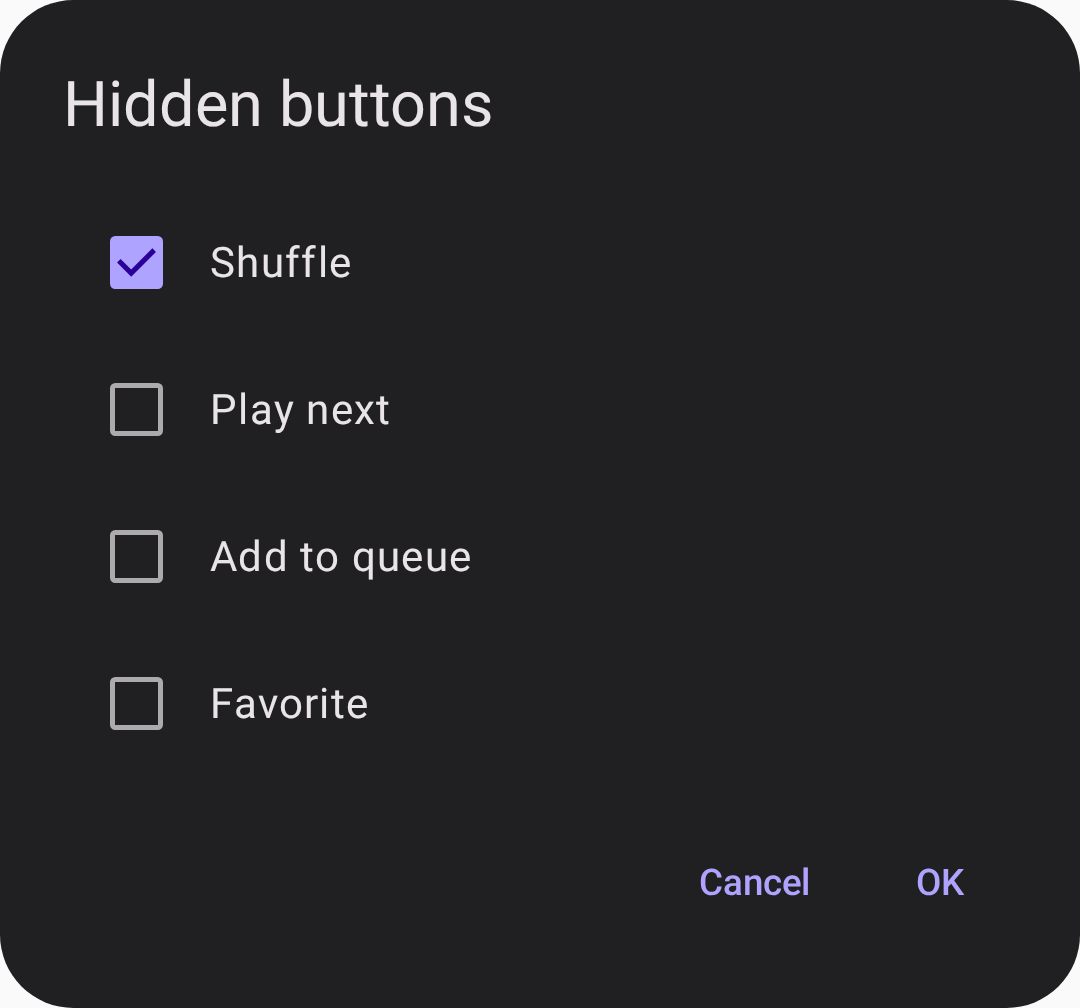 Hidden buttons
Shuffle
Play next
Add to queue
Favorite
Cancel OK